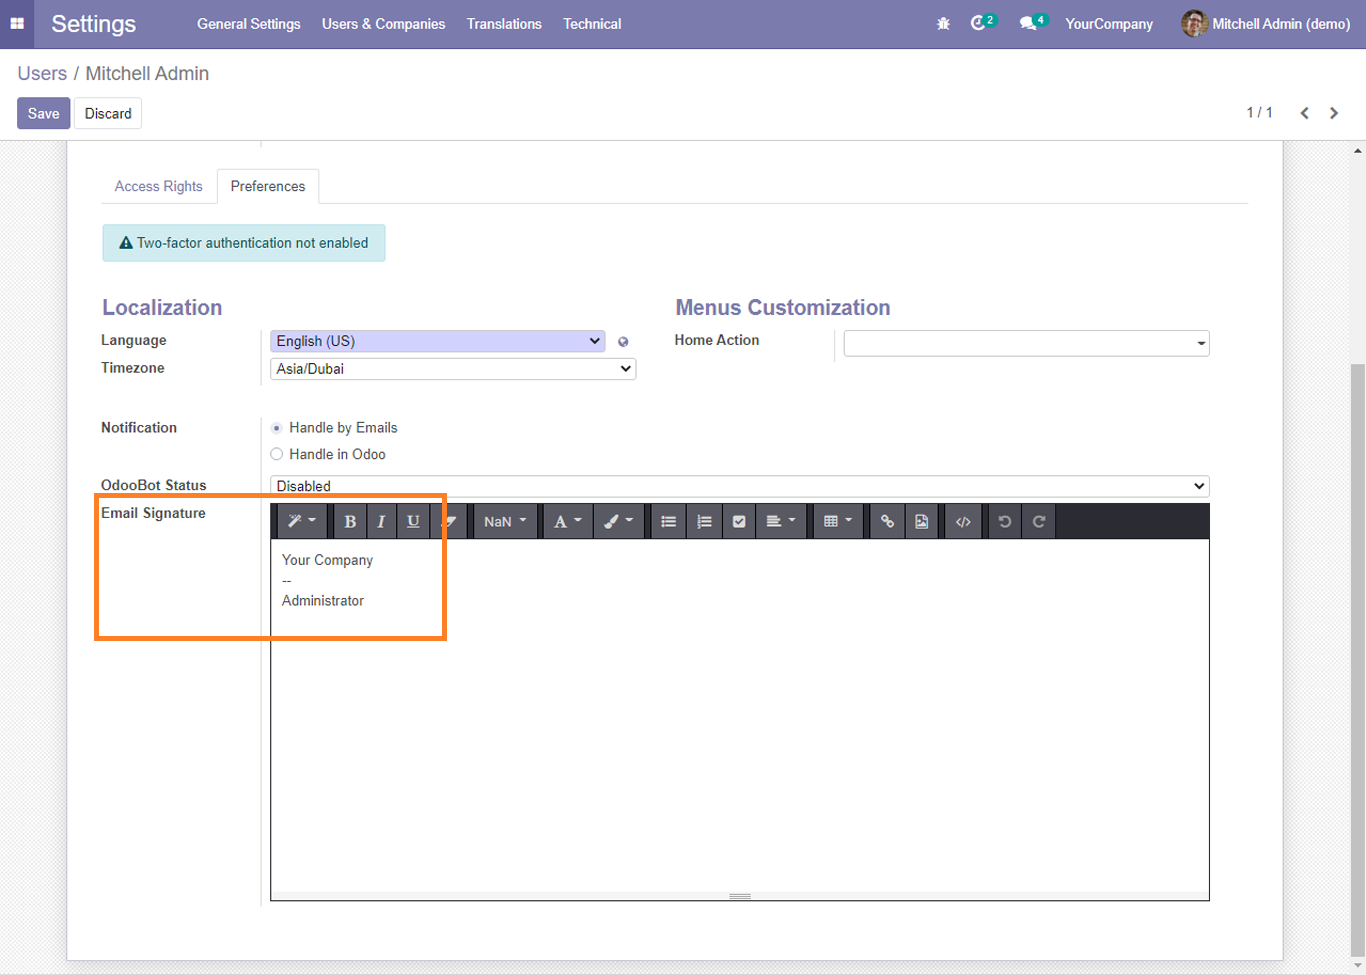 Settings General Settings Users & Companies Translations Technical 2 4 YourCompany Mitchell Admin (demo)
Users / Mitchell Admin
Save Discard 1 / 1
Access Rights Preferences
Two-factor authentication not enabled
Localization Menus Customization
Language English (US) Home Action
Timezone Asia/Dubai
Notification Handle by Emails
Handle in Odoo
OdooBot Status Disabled
Email Signature B I U NaN A
Your Company
--
Administrator